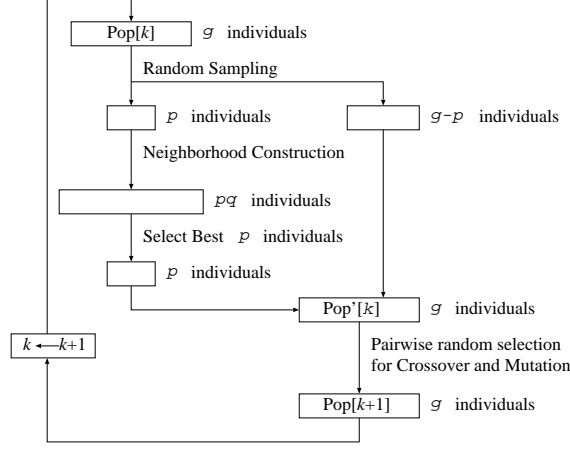 Pop[k] g individuals
Random Sampling
p individuals
g-p individuals
Neighborhood Construction
pq individuals
Select Best p individuals
p individuals
Pop'[k] g individuals
k ← k+1
Pairwise random selection
for Crossover and Mutation
Pop[k+1] g individuals